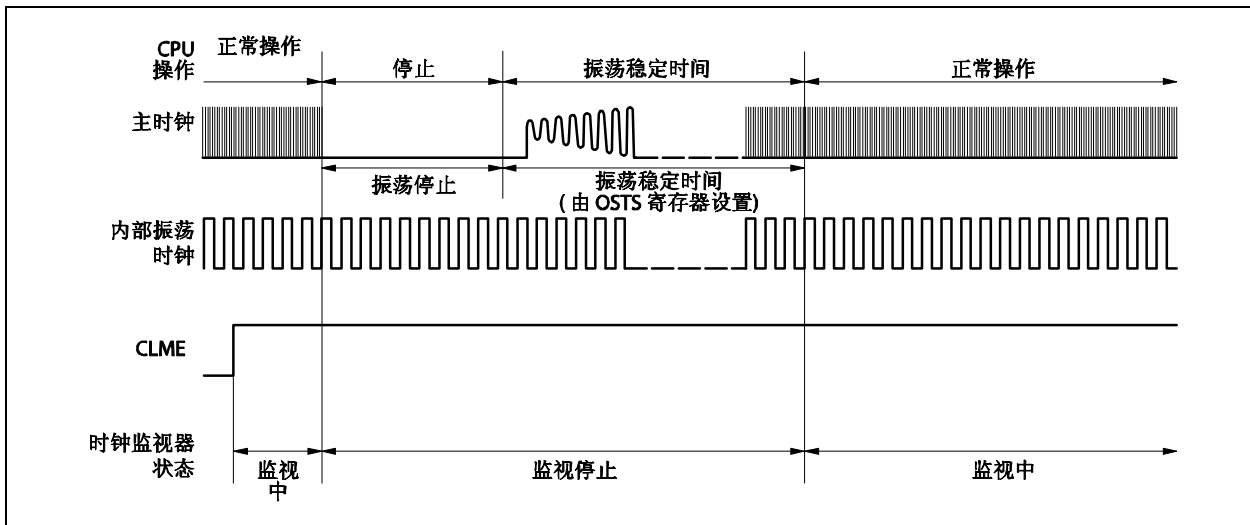 CPU
操作
正常操作
停止
振荡稳定时间
正常操作
主时钟
振荡停止
振荡稳定时间
(由 OSTS 寄存器设置)
内部振荡
时钟
CLME
时钟监视器
状态
监视
中
监视停止
监视中